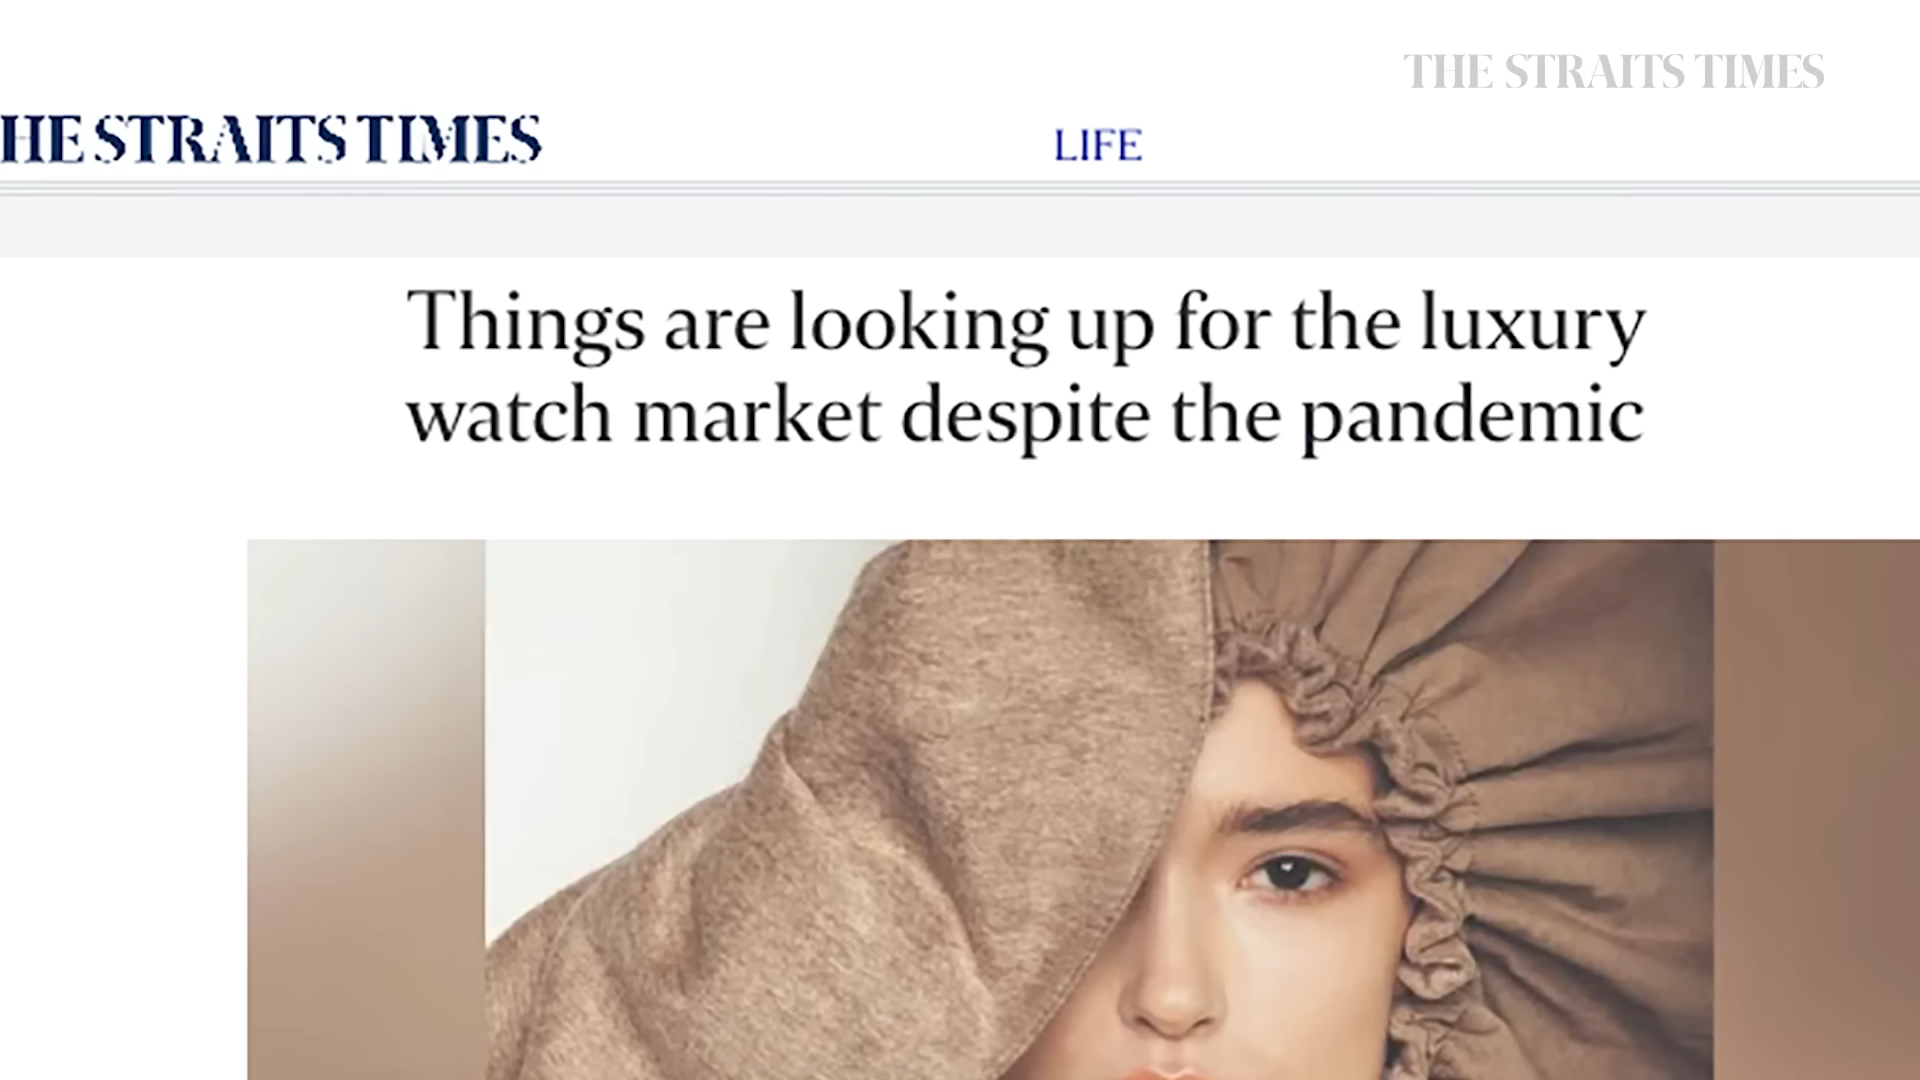 THE STRAITS TIMES
HE STRAITS TIMES
LIFE
Things are looking up for the luxury
watch market despite the pandemic